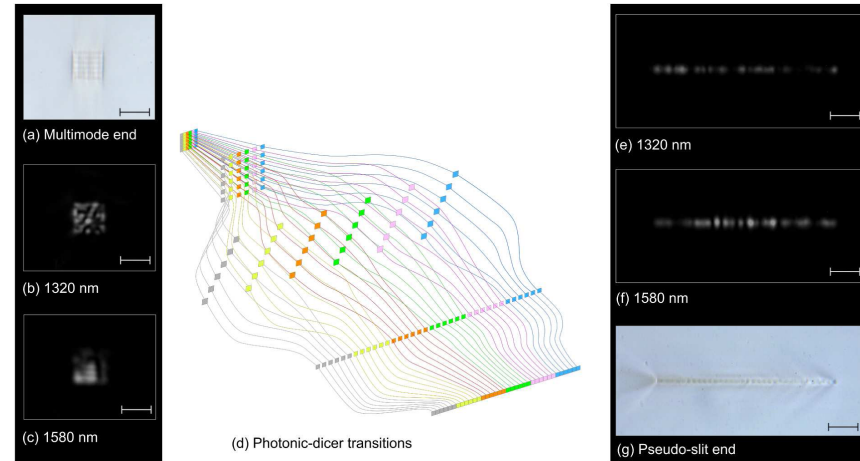 (a) Multimode end
(b) 1320 nm
(c) 1580 nm
(d) Photonic-dicer transitions
(e) 1320 nm
(f) 1580 nm
(g) Pseudo-slit end